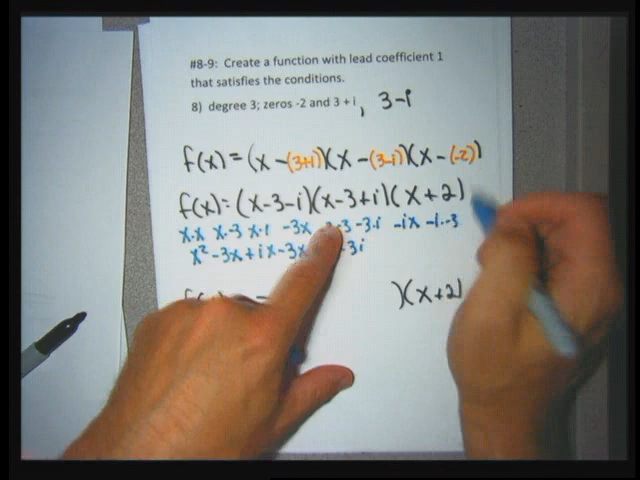 #8-9: Create a function with lead coefficient 1
that satisfies the conditions.
8) degree 3; zeros -2 and 3 + i, 3-i
f(x) = (x-(3+i))(x-(3-i))(x-(-2))
f(x) = (x-3-i)(x-3+i)(x+2)
x·x x·-3 x·i -3x -3 -3·i -ix -i·-3
x² -3x+ix-3x 3i
)(x+2)